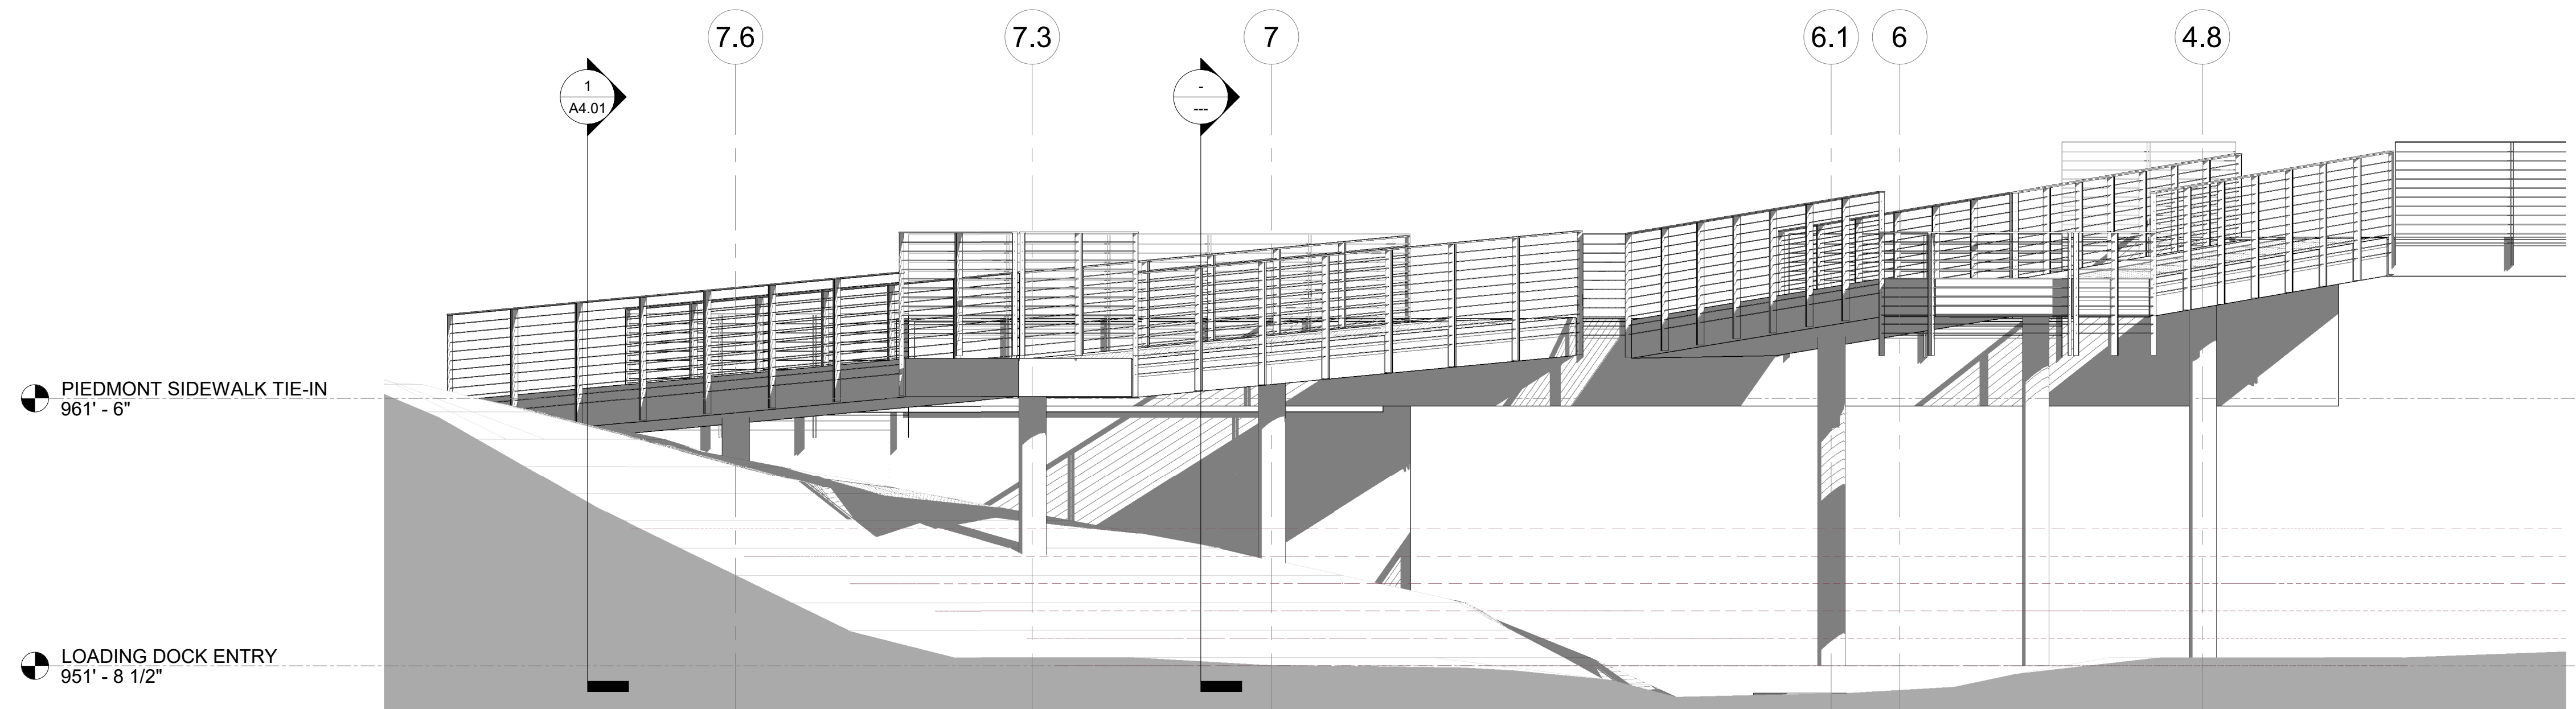 7.6
7.3
7
6.1
6
4.8
1
A4.01
-
---
PIEDMONT SIDEWALK TIE-IN
961' - 6"
LOADING DOCK ENTRY
951' - 8 1/2"